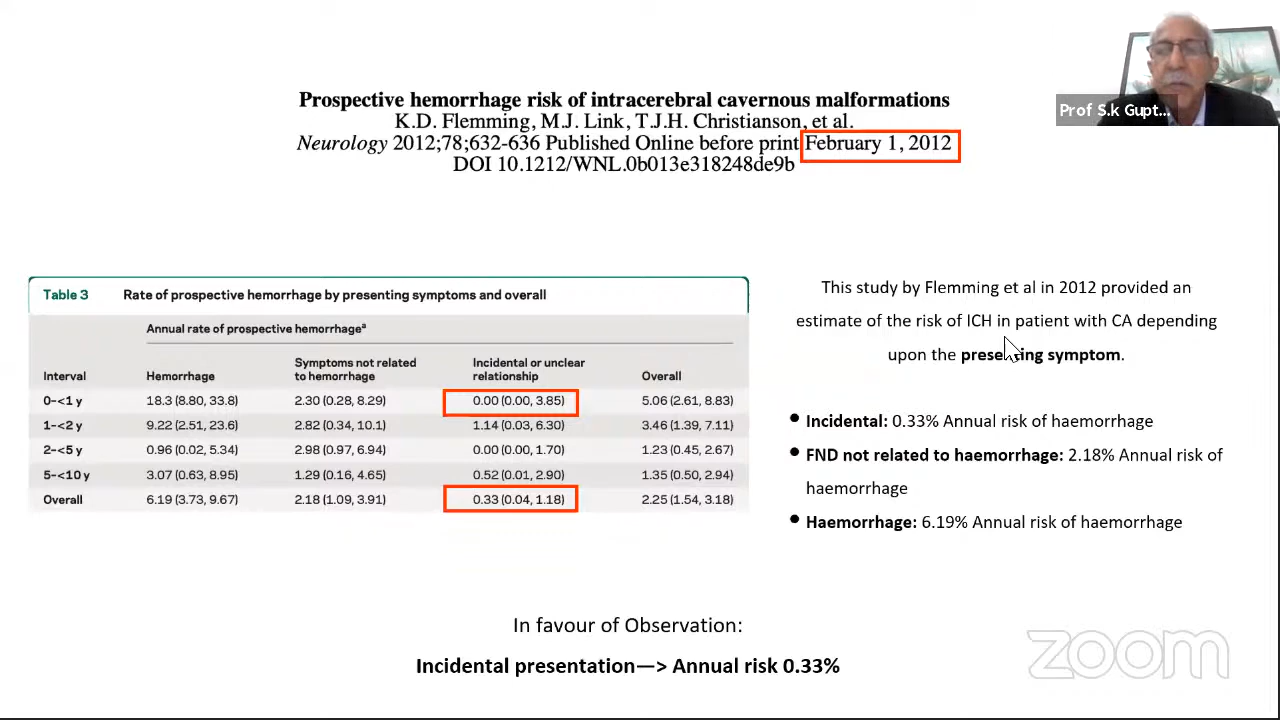 Prof S.k Gupt...
Prospective hemorrhage risk of intracerebral cavernous malformations
K.D. Flemming, M.J. Link, T.J.H. Christianson, et al.
Neurology 2012;78;632-636 Published Online before print February 1, 2012
DOI 10.1212/WNL.0b013e318248de9b
Table 3 Rate of prospective hemorrhage by presenting symptoms and overall
Annual rate of prospective hemorrhageᵃ
Symptoms not related Incidental or unclear
Interval Hemorrhage to hemorrhage relationship Overall
0–<1 y 18.3 (8.80, 33.8) 2.30 (0.28, 8.29) 0.00 (0.00, 3.85) 5.06 (2.61, 8.83)
1–<2 y 9.22 (2.51, 23.6) 2.82 (0.34, 10.1) 1.14 (0.03, 6.30) 3.46 (1.39, 7.11)
2–<5 y 0.96 (0.02, 5.34) 2.98 (0.97, 6.94) 0.00 (0.00, 1.70) 1.23 (0.45, 2.67)
5–<10 y 3.07 (0.63, 8.95) 1.29 (0.16, 4.65) 0.52 (0.01, 2.90) 1.35 (0.50, 2.94)
Overall 6.19 (3.73, 9.67) 2.18 (1.09, 3.91) 0.33 (0.04, 1.18) 2.25 (1.54, 3.18)
This study by Flemming et al in 2012 provided an
estimate of the risk of ICH in patient with CA depending
upon the presenting symptom.
• Incidental: 0.33% Annual risk of haemorrhage
• FND not related to haemorrhage: 2.18% Annual risk of
haemorrhage
• Haemorrhage: 6.19% Annual risk of haemorrhage
In favour of Observation:
Incidental presentation—> Annual risk 0.33%
zoom